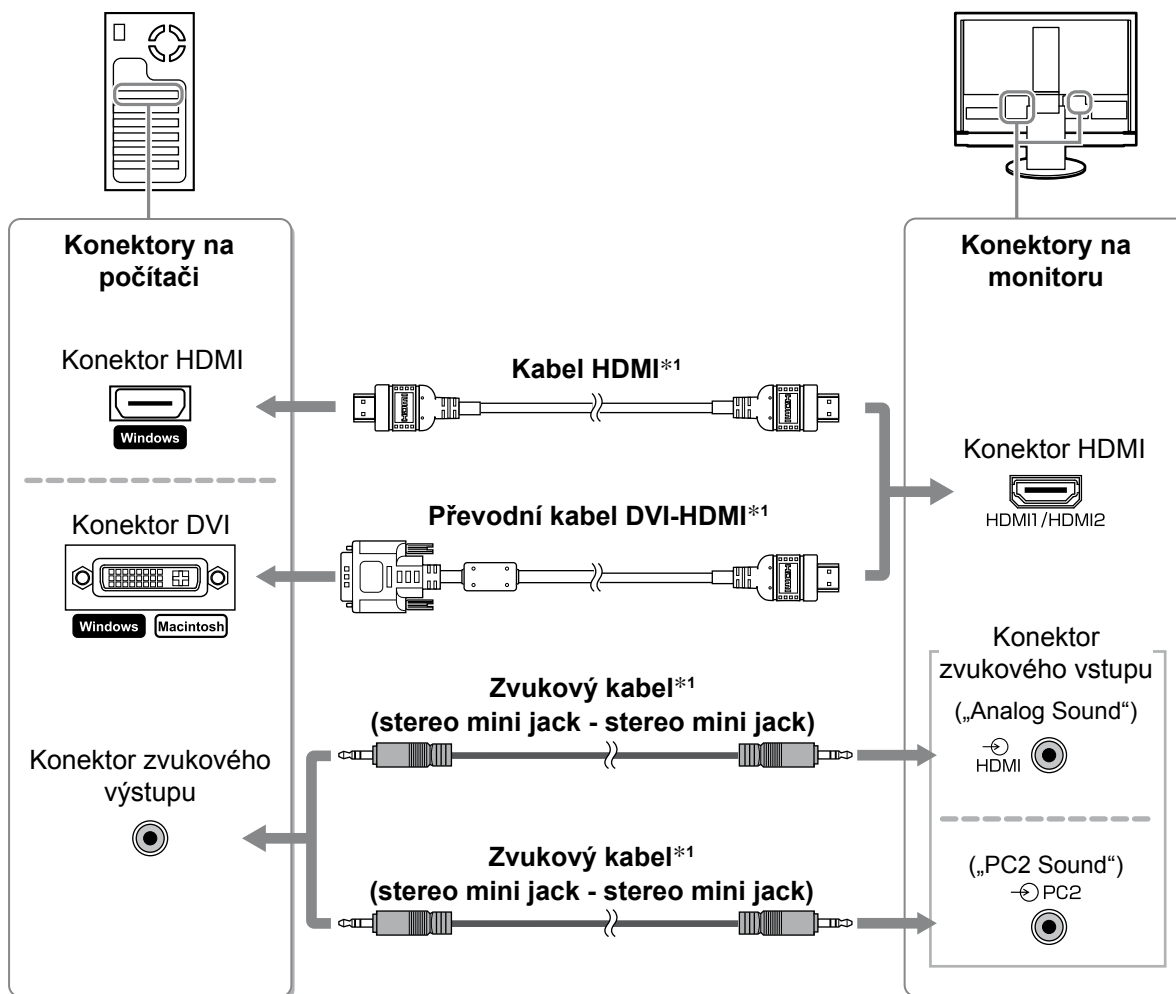 Konektory na
počítači
Konektory na
monitoru
Konektor HDMI
Windows
Kabel HDMI*1
Konektor HDMI
HDMI1/HDMI2
Konektor DVI
Windows Macintosh
Převodní kabel DVI-HDMI*1
Konektor
zvukového vstupu
(„Analog Sound“)
HDMI
Zvukový kabel*1
(stereo mini jack - stereo mini jack)
Konektor zvukového
výstupu
Zvukový kabel*1
(stereo mini jack - stereo mini jack)
(„PC2 Sound“)
PC2